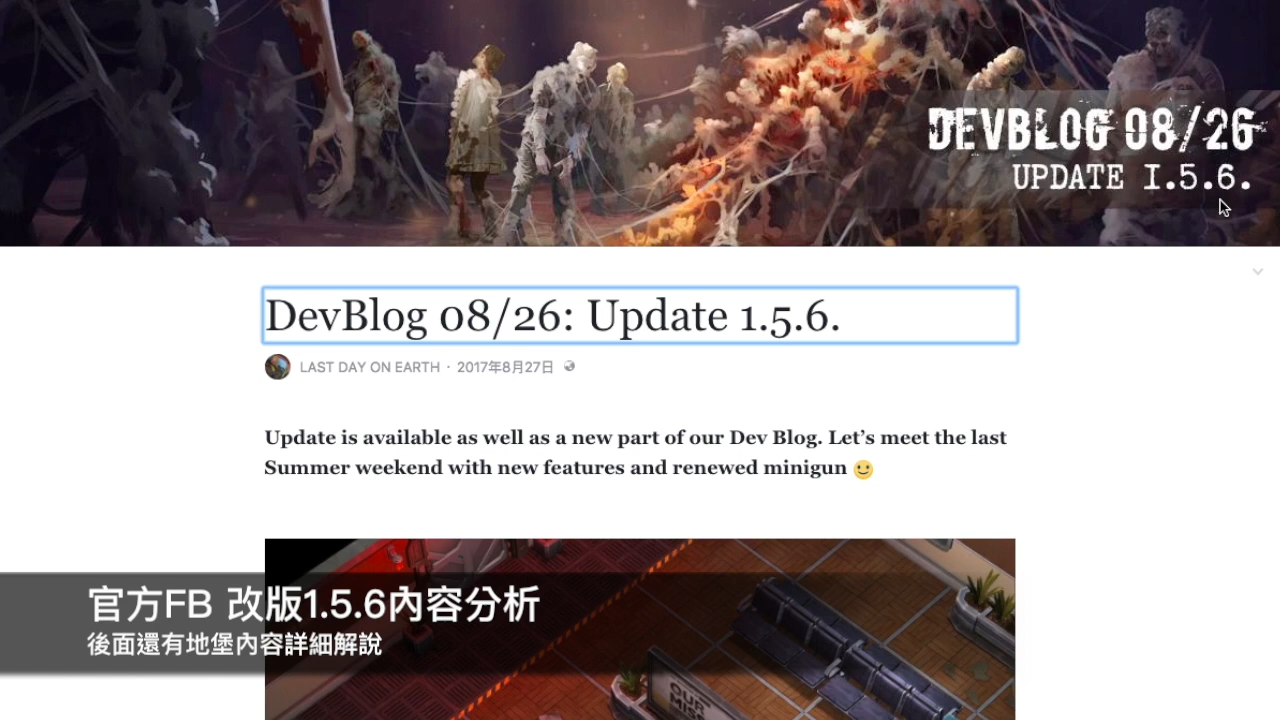 DEVBLOG 08/26
UPDATE 1.5.6.
DevBlog 08/26: Update 1.5.6.
LAST DAY ON EARTH · 2017年8月27日
Update is available as well as a new part of our Dev Blog. Let’s meet the last
Summer weekend with new features and renewed minigun 🙂
OUR
官方FB 改版1.5.6內容分析
後面還有地堡內容詳細解說